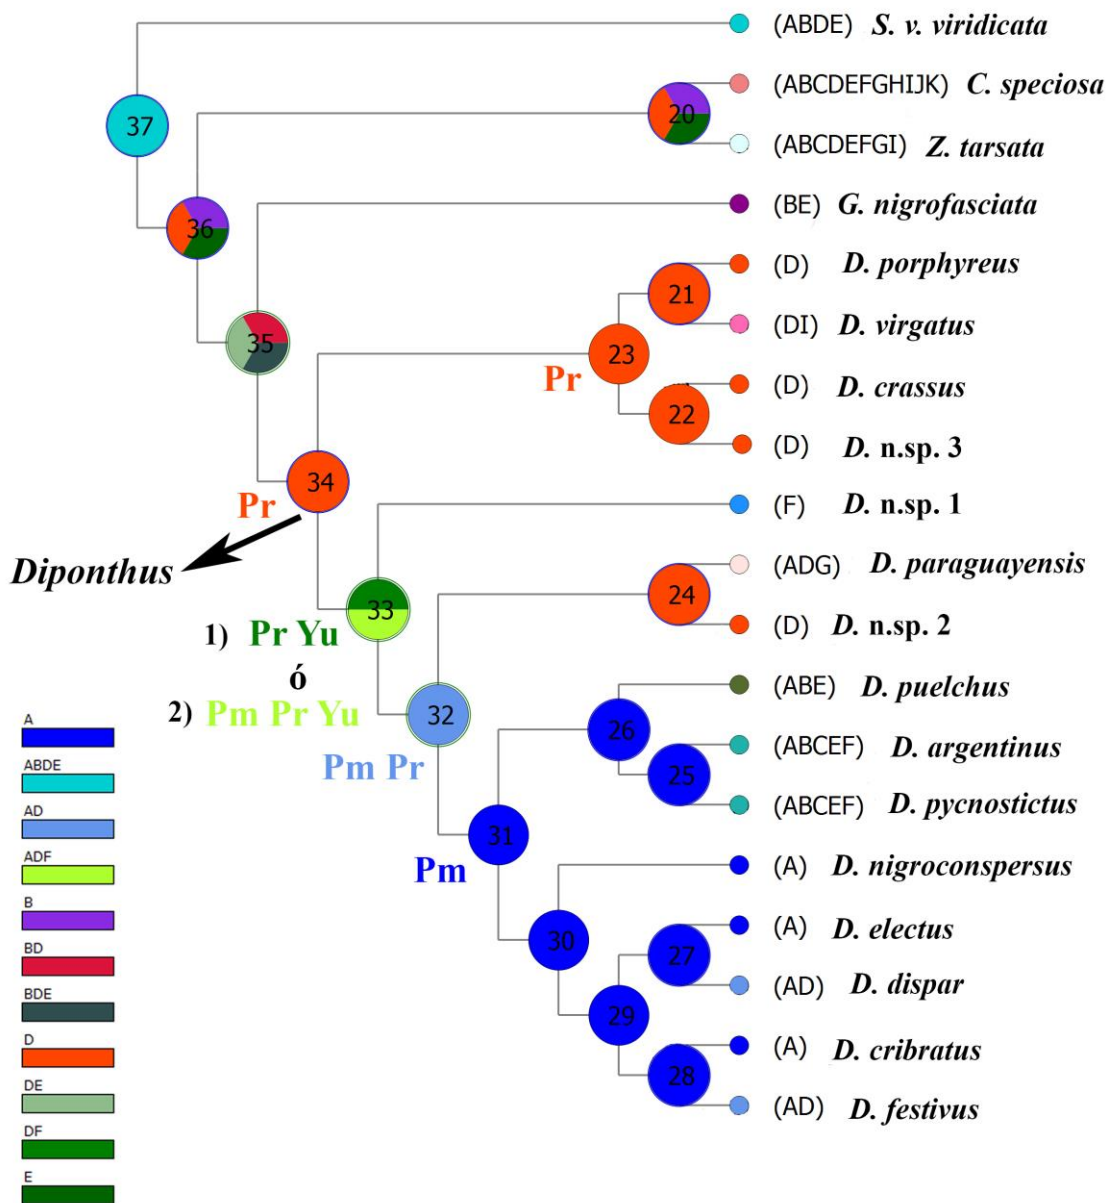 (ABDE) S. v. viridicata
(ABCDEFGHIJK) C. speciosa
20
37
(ABCDEFGI) Z. tarsata
(BE) G. nigrofasciata
36
(D) D. porphyreus
21
(DI) D. virgatus
35
23
Pr
(D) D. crassus
22
(D) D. n.sp. 3
34
Pr
(F) D. n.sp. 1
Diponthus
(ADG) D. paraguayensis
24
33
1) Pr Yu
(D) D. n.sp. 2
ó
2) Pm Pr Yu
(ABE) D. puelchus
32
26
Pm Pr
(ABCEF) D. argentinus
25
(ABCEF) D. pycnostictus
31
Pm
(A) D. nigroconspersus
30
(A) D. electus
27
(AD) D. dispar
29
(A) D. cribratus
28
(AD) D. festivus
A
ABDE
AD
ADF
B
BD
BDE
D
DE
DF
E